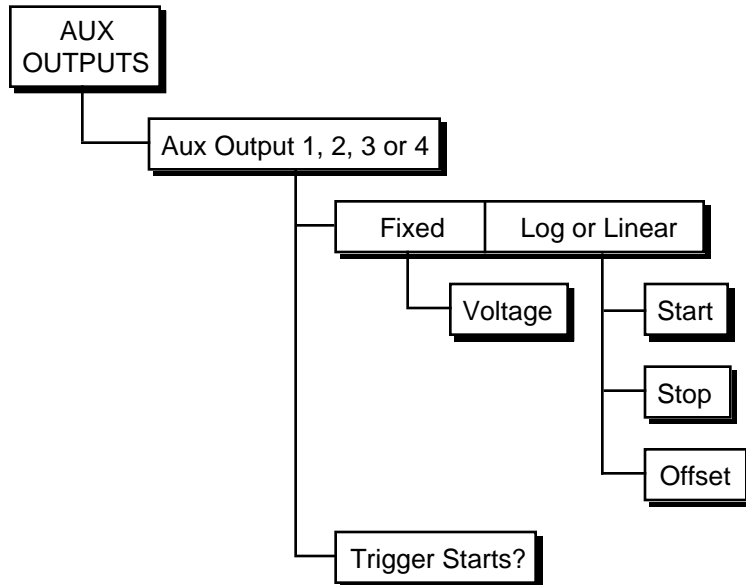 AUX
OUTPUTS
Aux Output 1, 2, 3 or 4
Fixed
Log or Linear
Voltage
Start
Stop
Offset
Trigger Starts?